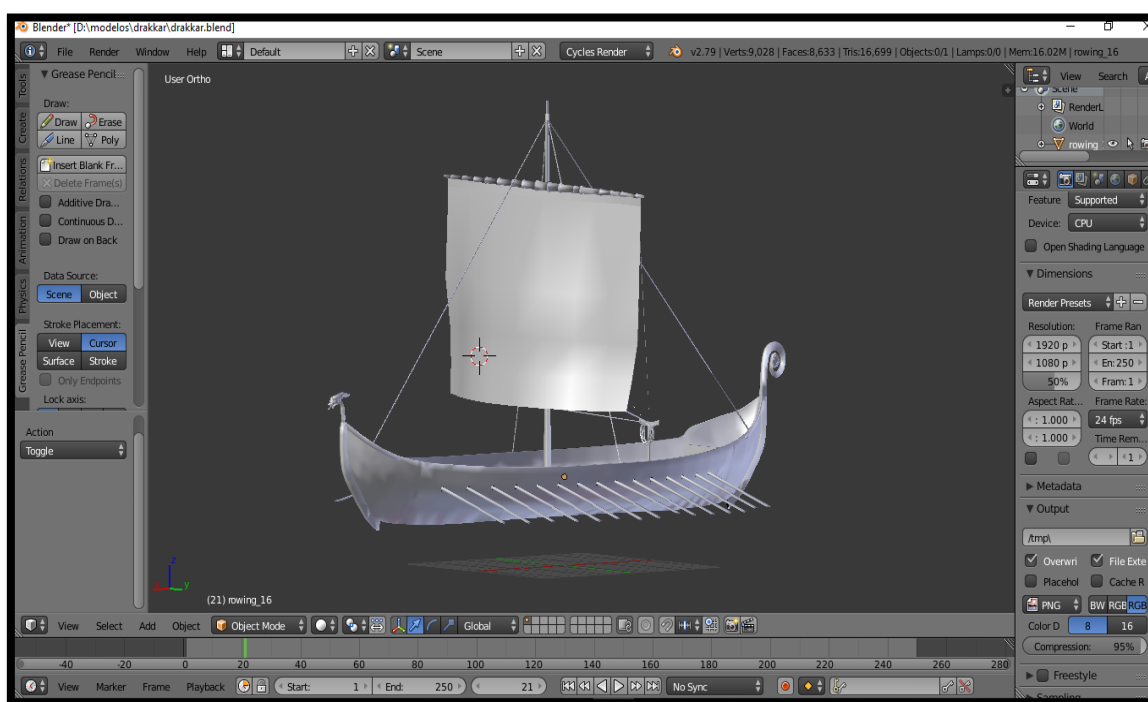 Blender* [D:\modelos\drakkar\drakkar.blend]
File Render Window Help Default Scene Cycles Render v2.79 | Verts:9,028 | Faces:8,633 | Tris:16,699 | Objects:0/1 | Lamps:0/0 | Mem:16.02M | rowing_16
Tools
Create
Relations
Animation
Physics
Grease Pencil
Grease Pencil
Draw:
Draw Erase
Line Poly
Insert Blank Fr...
Delete Frame(s)
Additive Dra...
Continuous D...
Draw on Back
Data Source:
Scene Object
Stroke Placement:
View Cursor
Surface Stroke
Only Endpoints
Lock axis:
Action
Toggle
User Ortho
z
y
(21) rowing_16
View Search
Scene
RenderL
World
rowing
Feature Supported
Device: CPU
Open Shading Language
Dimensions
Render Presets
Resolution: Frame Ran
1920 p Start :1
1080 p En: 250
50% Fram: 1
Aspect Rat... Frame Rate:
: 1.000 24 fps
: 1.000 Time Rem...
1
Metadata
Output
/tmp\
Overwri File Exte
Placehol Cache R
PNG BW RGB RGB
Color D 8 16
Compression: 95%
Freestyle
Sampling
View Select Add Object Object Mode Global
-40 -20 0 20 40 60 80 100 120 140 160 180 200 220 240 260 280
View Marker Frame Playback Start: 1 End: 250 21 No Sync